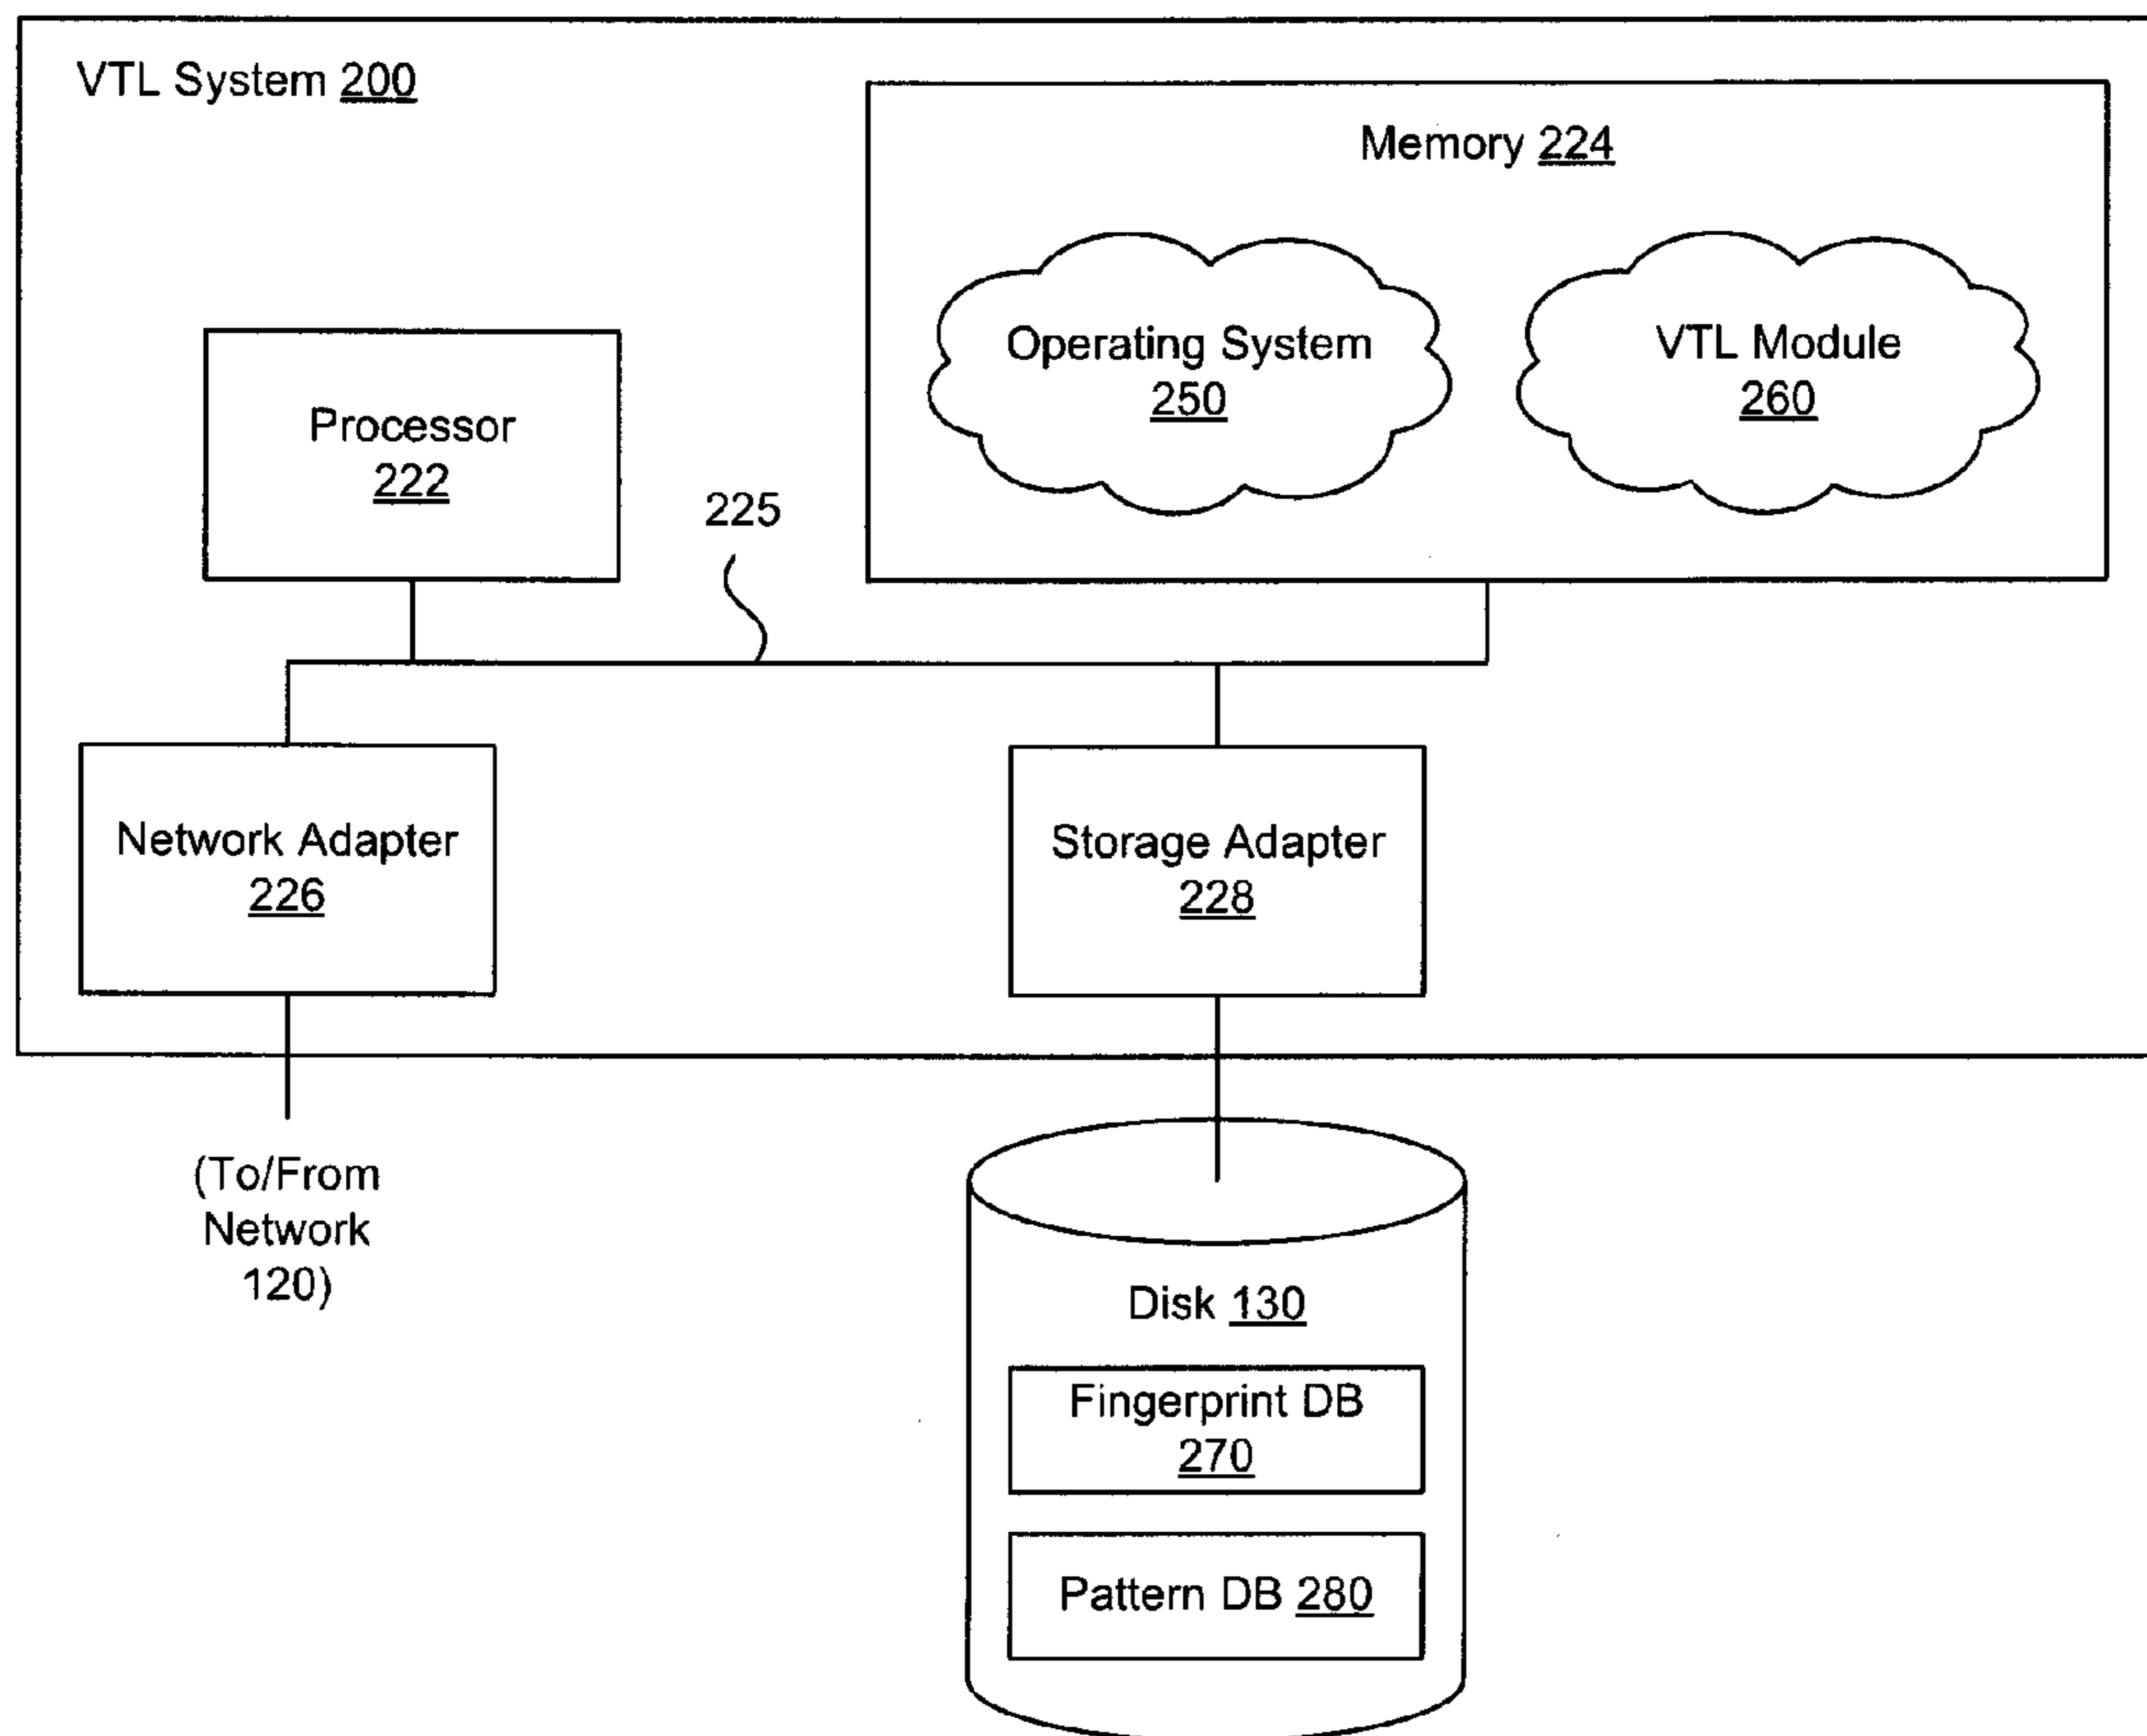 VTL System 200
Memory 224
Operating System
250
VTL Module
260
Processor
222
225
Network Adapter
226
Storage Adapter
228
(To/From
Network
120)
Disk 130
Fingerprint DB
270
Pattern DB 280